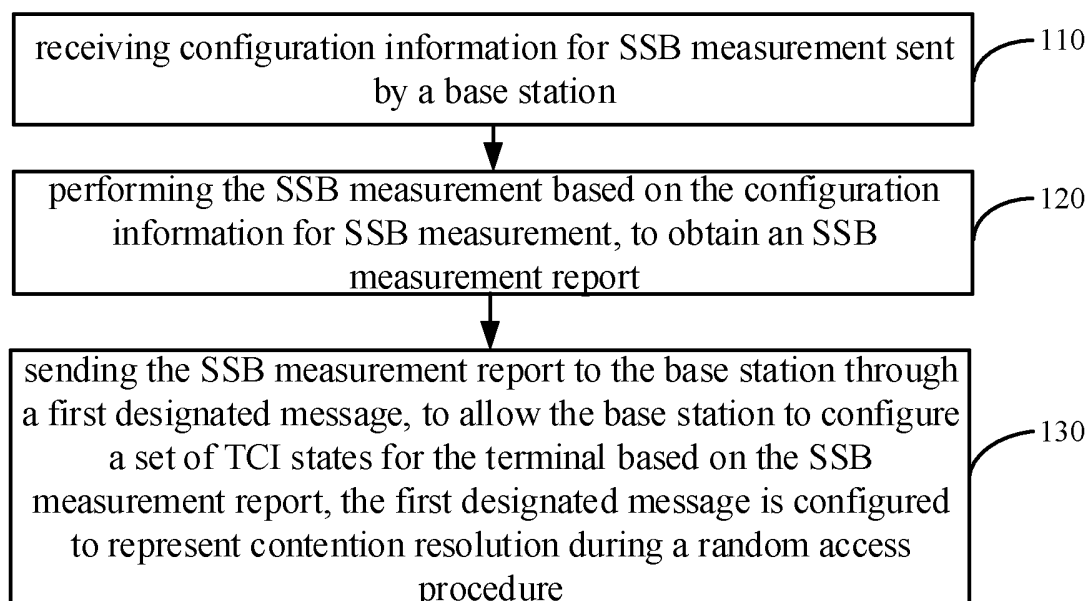 receiving configuration information for SSB measurement sent
by a base station
110
performing the SSB measurement based on the configuration
information for SSB measurement, to obtain an SSB
measurement report
120
sending the SSB measurement report to the base station through
a first designated message, to allow the base station to configure
a set of TCI states for the terminal based on the SSB
measurement report, the first designated message is configured
to represent contention resolution during a random access
procedure
130